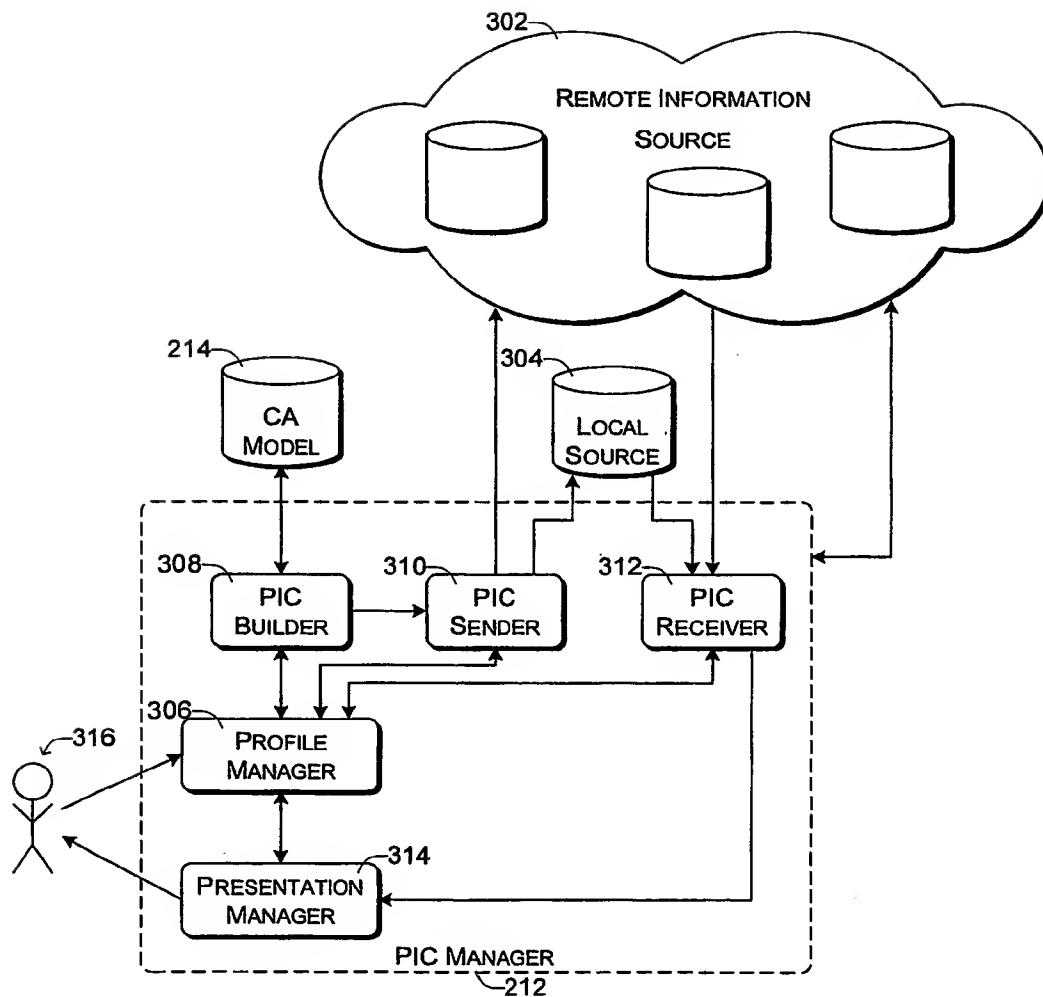 302
REMOTE INFORMATION
SOURCE
214
CA
MODEL
304
LOCAL
SOURCE
308
PIC
BUILDER
310
PIC
SENDER
312
PIC
RECEIVER
306
PROFILE
MANAGER
316
314
PRESENTATION
MANAGER
PIC MANAGER
212